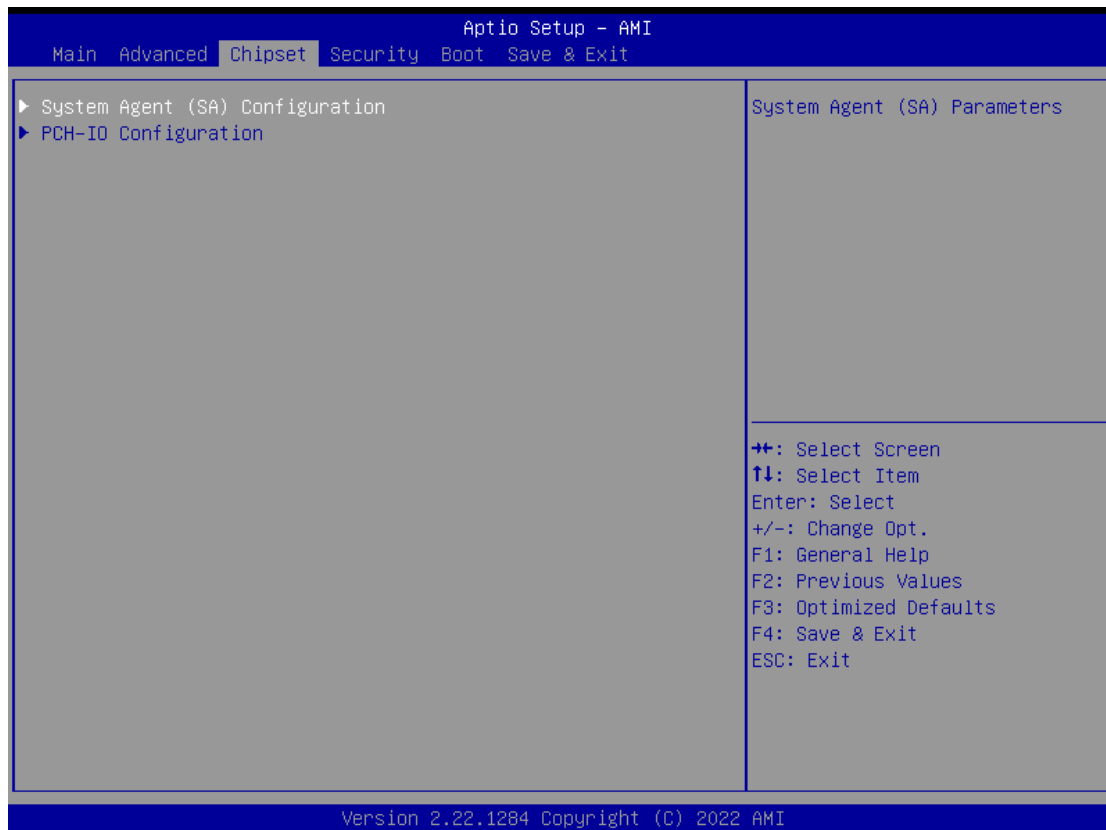 Aptio Setup – AMI
Main Advanced Chipset Security Boot Save & Exit
▶ System Agent (SA) Configuration
▶ PCH-IO Configuration
System Agent (SA) Parameters
→←: Select Screen
↑↓: Select Item
Enter: Select
+/-: Change Opt.
F1: General Help
F2: Previous Values
F3: Optimized Defaults
F4: Save & Exit
ESC: Exit
Version 2.22.1284 Copyright (C) 2022 AMI